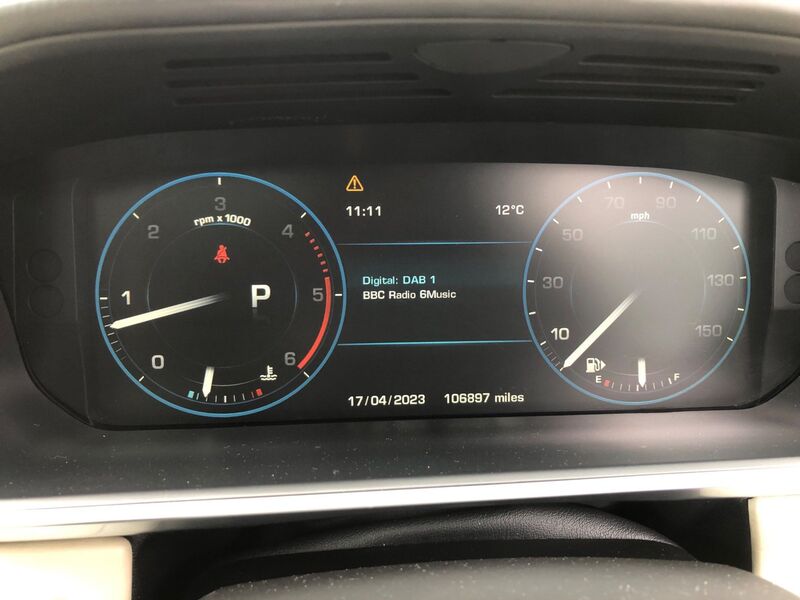 11:11
12°C
rpm x 1000
0
1
2
3
4
5
6
P
Digital: DAB 1
BBC Radio 6Music
mph
10
30
50
70
90
110
130
150
E
F
17/04/2023
106897 miles